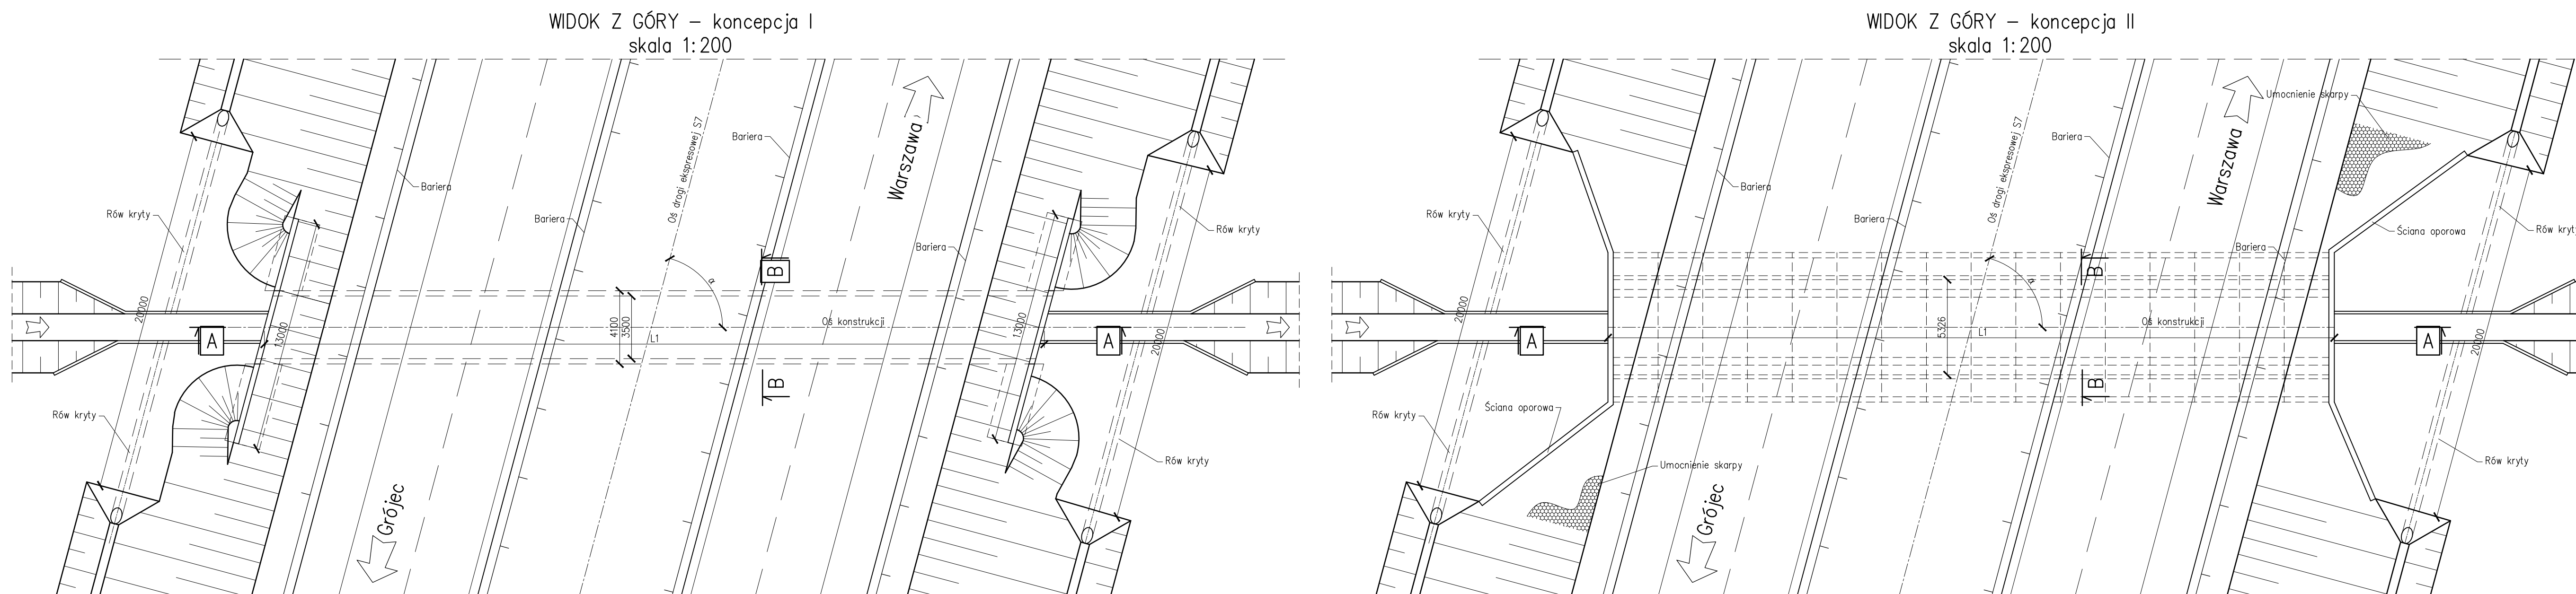 WIDOK Z GÓRY – koncepcja I
skala 1:200
Warszawa
Oś drogi ekspresowej S7
Bariera
Bariera
Bariera
Bariera
Rów kryty
Rów kryty
20000
13000
α
B
4100
3500
Oś konstrukcji
L1
13000
20000
A
A
B
Rów kryty
Rów kryty
Grójec
WIDOK Z GÓRY – koncepcja II
skala 1:200
Umocnienie skarpy
Warszawa
Oś drogi ekspresowej S7
Bariera
Bariera
Bariera
Bariera
Rów kryty
Ściana oporowa
Rów kryty
20000
α
B
5326
Oś konstrukcji
L1
20000
A
A
B
Rów kryty
Ściana oporowa
Umocnienie skarpy
Rów kryty
Grójec